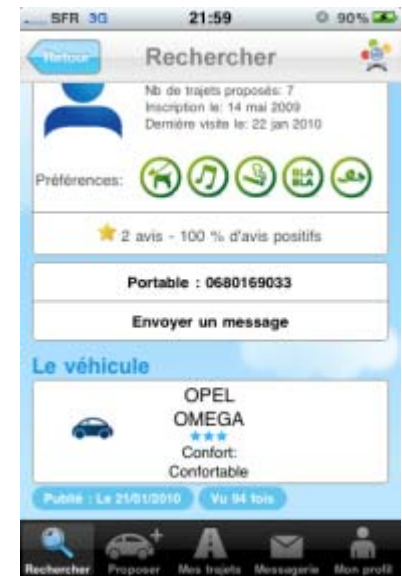 SFR 3G 21:59 90%
Retour Rechercher
Nb de trajets proposés: 7
Inscription le: 14 mai 2009
Dernière visite le: 22 jan 2010
Préférences: BLA BLA
2 avis - 100 % d'avis positifs
Portable : 0680169033
Envoyer un message
Le véhicule
OPEL
OMEGA
Confort:
Confortable
Publié : Le 21/01/2010 Vu 94 fois
Rechercher Proposer Mes trajets Messagerie Mon profil